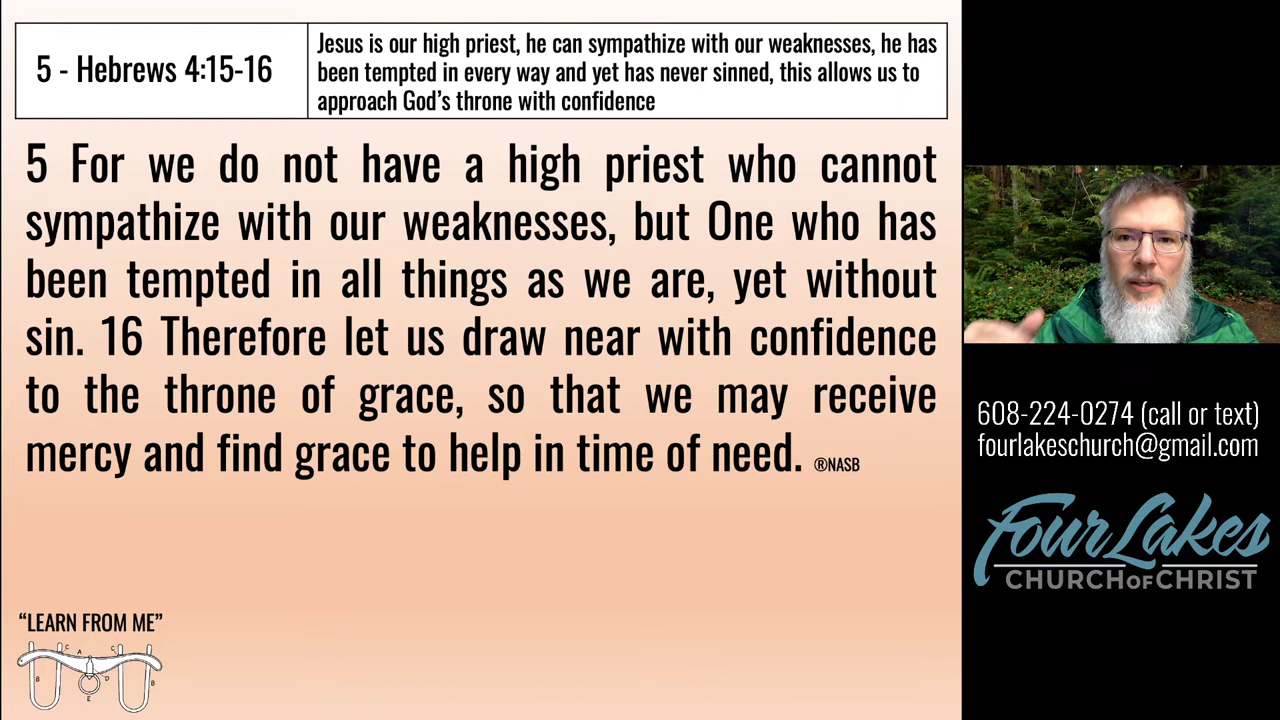 5 - Hebrews 4:15-16
Jesus is our high priest, he can sympathize with our weaknesses, he has
been tempted in every way and yet has never sinned, this allows us to
approach God's throne with confidence
5 For we do not have a high priest who cannot
sympathize with our weaknesses, but One who has
been tempted in all things as we are, yet without
sin. 16 Therefore let us draw near with confidence
to the throne of grace, so that we may receive
mercy and find grace to help in time of need. ®NASB
"LEARN FROM ME"
C A C
B D B
E
608-224-0274 (call or text)
fourlakeschurch@gmail.com
Four Lakes
CHURCH OF CHRIST